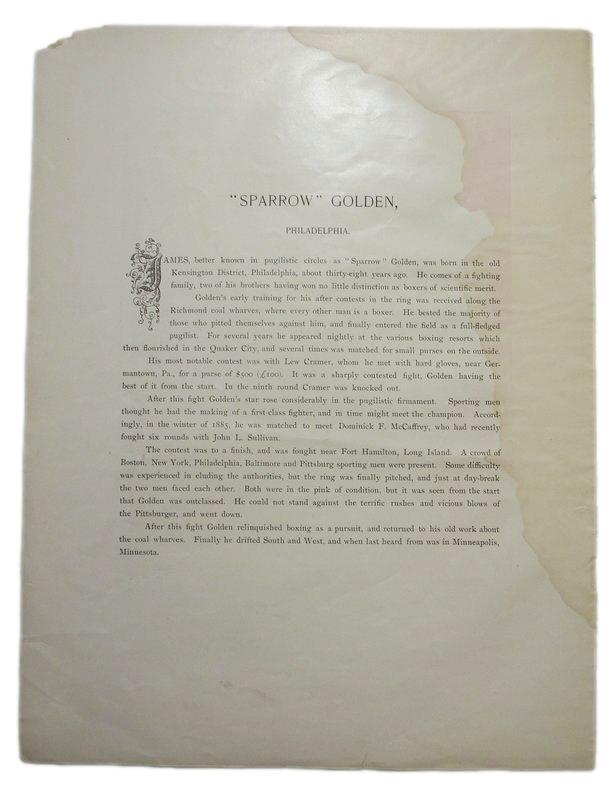 "SPARROW" GOLDEN,
PHILADELPHIA.
JAMES, better known in pugilistic circles as "Sparrow" Golden, was born in the old
Kensington District, Philadelphia, about thirty-eight years ago. He comes of a fighting
family, two of his brothers having won no little distinction as boxers of scientific merit.
Golden's early training for his after contests in the ring was received along the
Richmond coal wharves, where every other man is a boxer. He bested the majority of
those who pitted themselves against him, and finally entered the field as a full-fledged
pugilist. For several years he appeared nightly at the various boxing resorts which
then flourished in the Quaker City, and several times was matched for small purses on the outside.
His most notable contest was with Lew Cramer, whom he met with hard gloves, near Ger-
mantown, Pa., for a purse of $500 (£100). It was a sharply contested fight, Golden having the
best of it from the start. In the ninth round Cramer was knocked out.
After this fight Golden's star rose considerably in the pugilistic firmament. Sporting men
thought he had the making of a first-class fighter, and in time might meet the champion. Accord-
ingly, in the winter of 1885, he was matched to meet Dominick F. McCaffrey, who had recently
fought six rounds with John L. Sullivan.
The contest was to a finish, and was fought near Fort Hamilton, Long Island. A crowd of
Boston, New York, Philadelphia, Baltimore and Pittsburg sporting men were present. Some difficulty
was experienced in eluding the authorities, but the ring was finally pitched, and just at day-break
the two men faced each other. Both were in the pink of condition, but it was seen from the start
that Golden was outclassed. He could not stand against the terrific rushes and vicious blows of
the Pittsburger, and went down.
After this fight Golden relinquished boxing as a pursuit, and returned to his old work about
the coal wharves. Finally he drifted South and West, and when last heard from was in Minneapolis,
Minnesota.